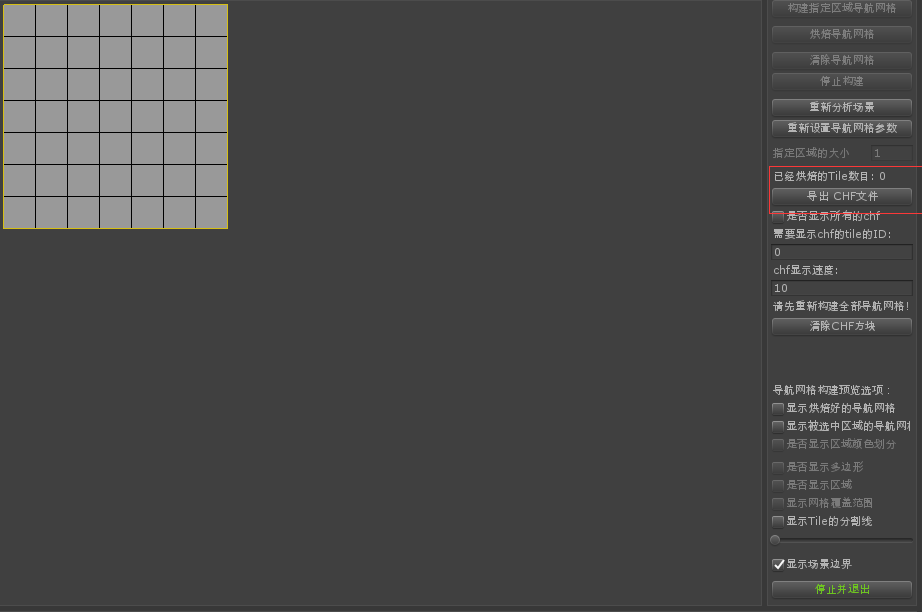 构建指定区域导航网格
烘焙导航网格
清除导航网格
停止构建
重新分析场景
重新设置导航网格参数
指定区域的大小 1
已经烘焙的Tile数目: 0
导出 CHF文件
是否显示所有的chf
需要显示chf的tile的ID:
0
chf显示速度:
10
请先重新构建全部导航网格!
清除CHF方块
导航网格构建预览选项:
显示烘焙好的导航网格
显示被选中区域的导航网格
是否显示区域颜色划分
是否显示多边形
是否显示区域
显示网格覆盖范围
显示Tile的分割线
显示场景边界
停止并退出